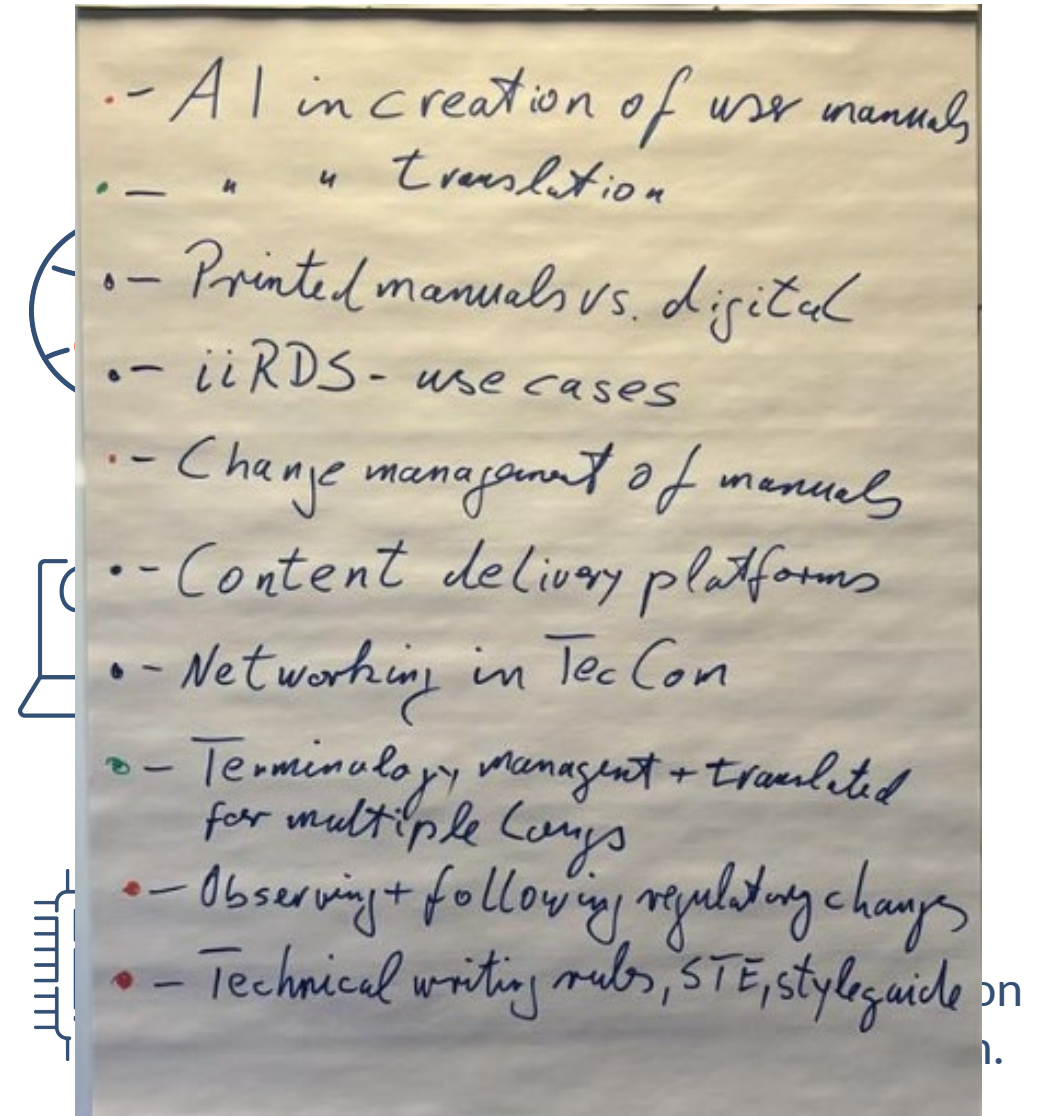 - AI in creation of user manuals
- " " translation
- Printed manuals vs. digital
- iiRDS - use cases
- Change management of manuals
- Content delivery platforms
- Networking in TecCom
- Terminology managent + translated
for multiple langs
- Observing + following regulatory changes
- Technical writing rules, STE, styleguide
on